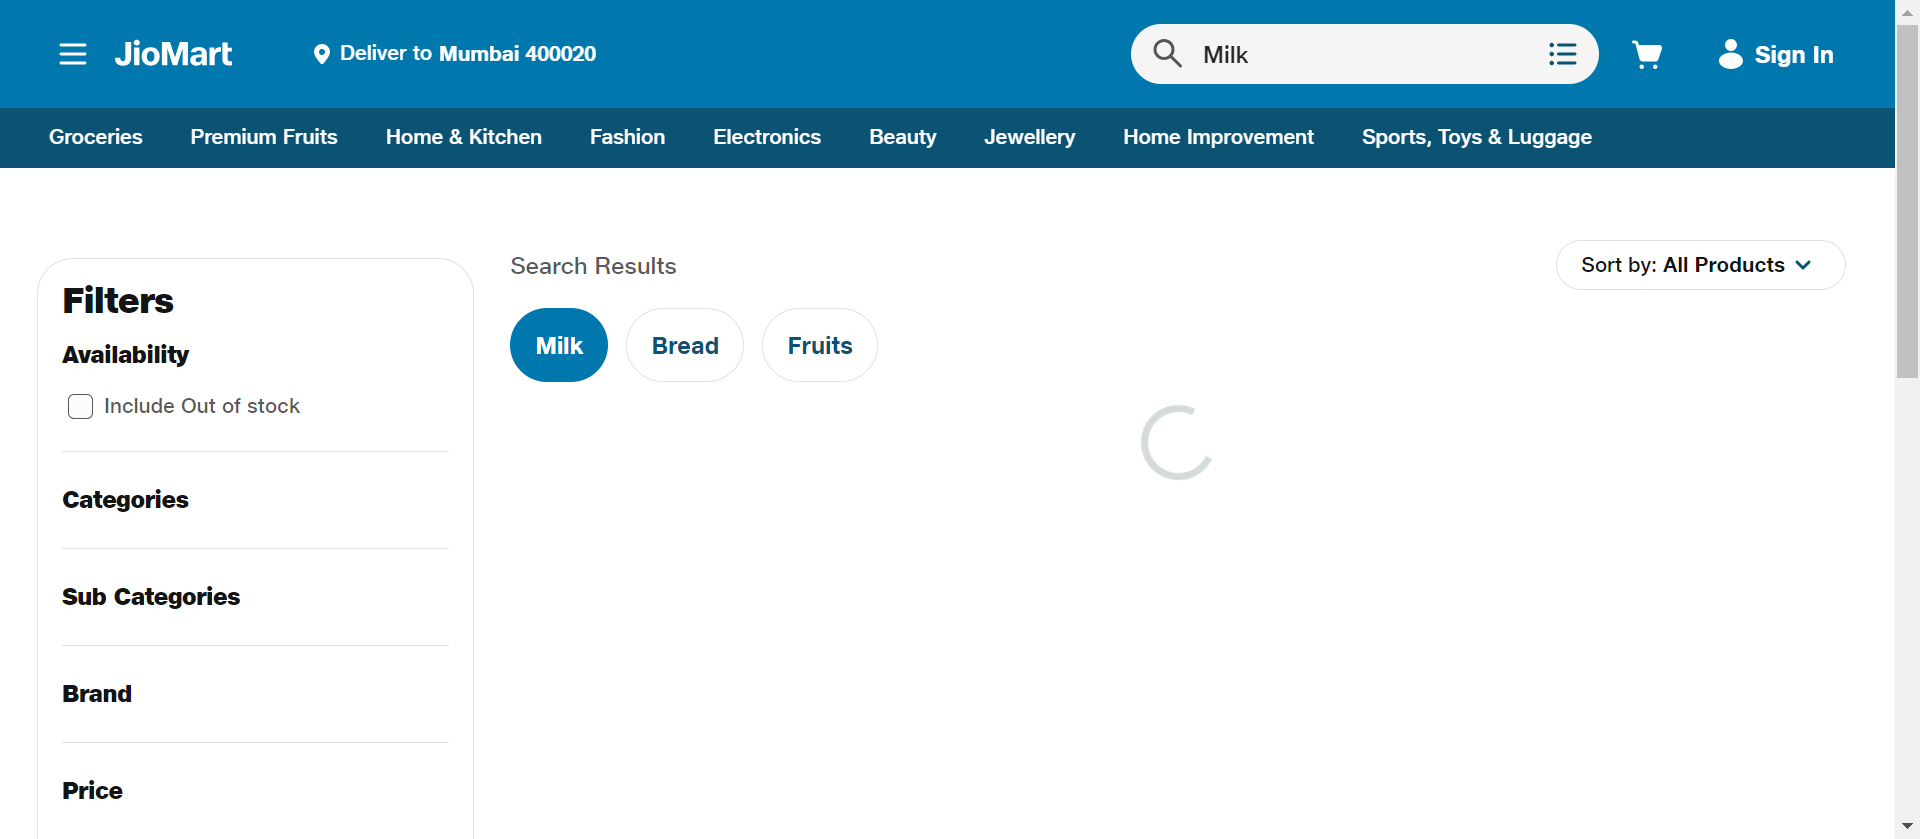 JioMart
Deliver to Mumbai 400020
Milk
Sign In
Groceries
Premium Fruits
Home & Kitchen
Fashion
Electronics
Beauty
Jewellery
Home Improvement
Sports, Toys & Luggage
Filters
Availability
Include Out of stock
Categories
Sub Categories
Brand
Price
Search Results
Sort by: All Products
Milk
Bread
Fruits